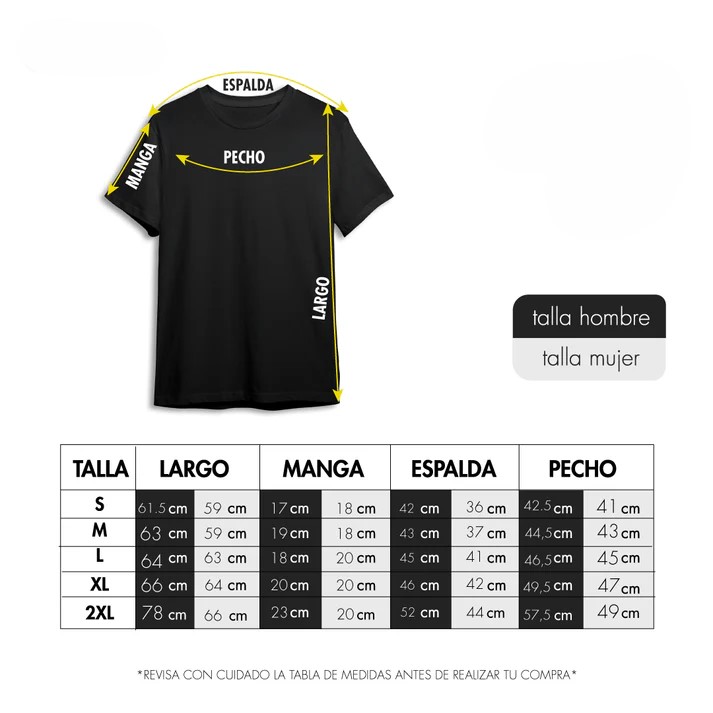 ESPALDA
MANGA
PECHO
LARGO
talla hombre
talla mujer
TALLA LARGO MANGA ESPALDA PECHO
S 61.5 cm 59 cm 17 cm 18 cm 42 cm 36 cm 42.5 cm 41 cm
M 63 cm 59 cm 19 cm 18 cm 43 cm 37 cm 44,5 cm 43 cm
L 64 cm 63 cm 18 cm 20 cm 45 cm 41 cm 46,5 cm 45 cm
XL 66 cm 64 cm 20 cm 20 cm 46 cm 42 cm 49,5 cm 47 cm
2XL 78 cm 66 cm 23 cm 20 cm 52 cm 44 cm 57,5 cm 49 cm
*REVISA CON CUIDADO LA TABLA DE MEDIDAS ANTES DE REALIZAR TU COMPRA*